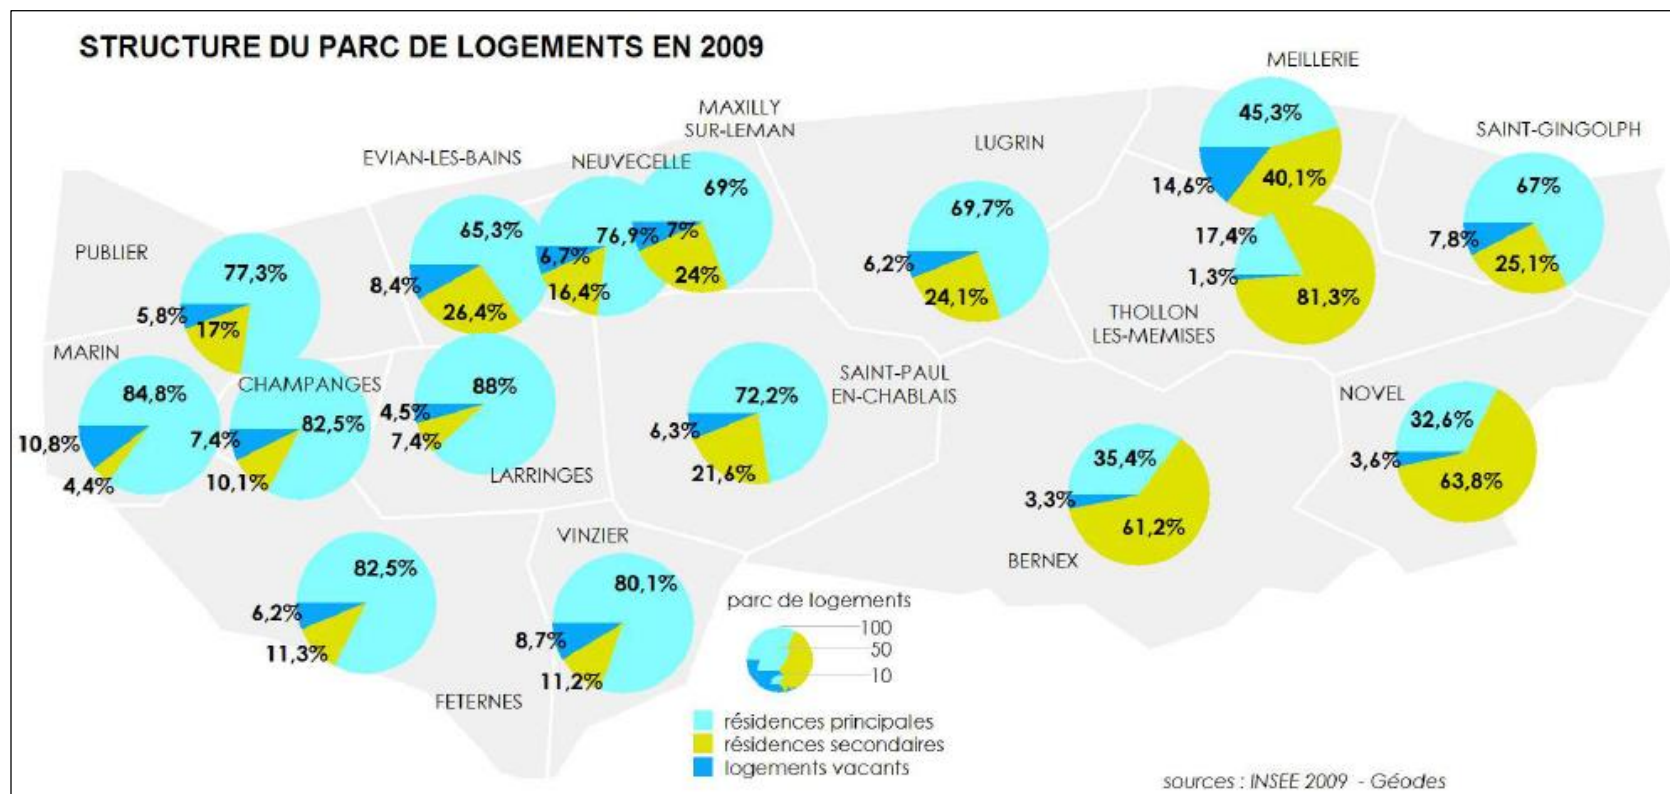 STRUCTURE DU PARC DE LOGEMENTS EN 2009
MEILLERIE
45,3%
14,6%
40,1%
MAXILLY
SUR-LEMAN
69%
7%
24%
SAINT-GINGOLPH
67%
7,8%
25,1%
LUGRIN
69,7%
6,2%
24,1%
EVIAN-LES-BAINS
65,3%
8,4%
26,4%
NEUVECELLE
76,9%
6,7%
16,4%
PUBLIER
77,3%
5,8%
17%
17,4%
1,3%
81,3%
THOLLON
LES-MEMISES
MARIN
84,8%
10,8%
4,4%
CHAMPANGES
82,5%
7,4%
10,1%
88%
4,5%
7,4%
LARRINGES
SAINT-PAUL
EN-CHABLAIS
72,2%
6,3%
21,6%
NOVEL
32,6%
3,6%
63,8%
35,4%
3,3%
61,2%
BERNEX
82,5%
6,2%
11,3%
FETERNES
VINZIER
80,1%
8,7%
11,2%
parc de logements
100
50
10
résidences principales
résidences secondaires
logements vacants
sources : INSEE 2009 - Géodes